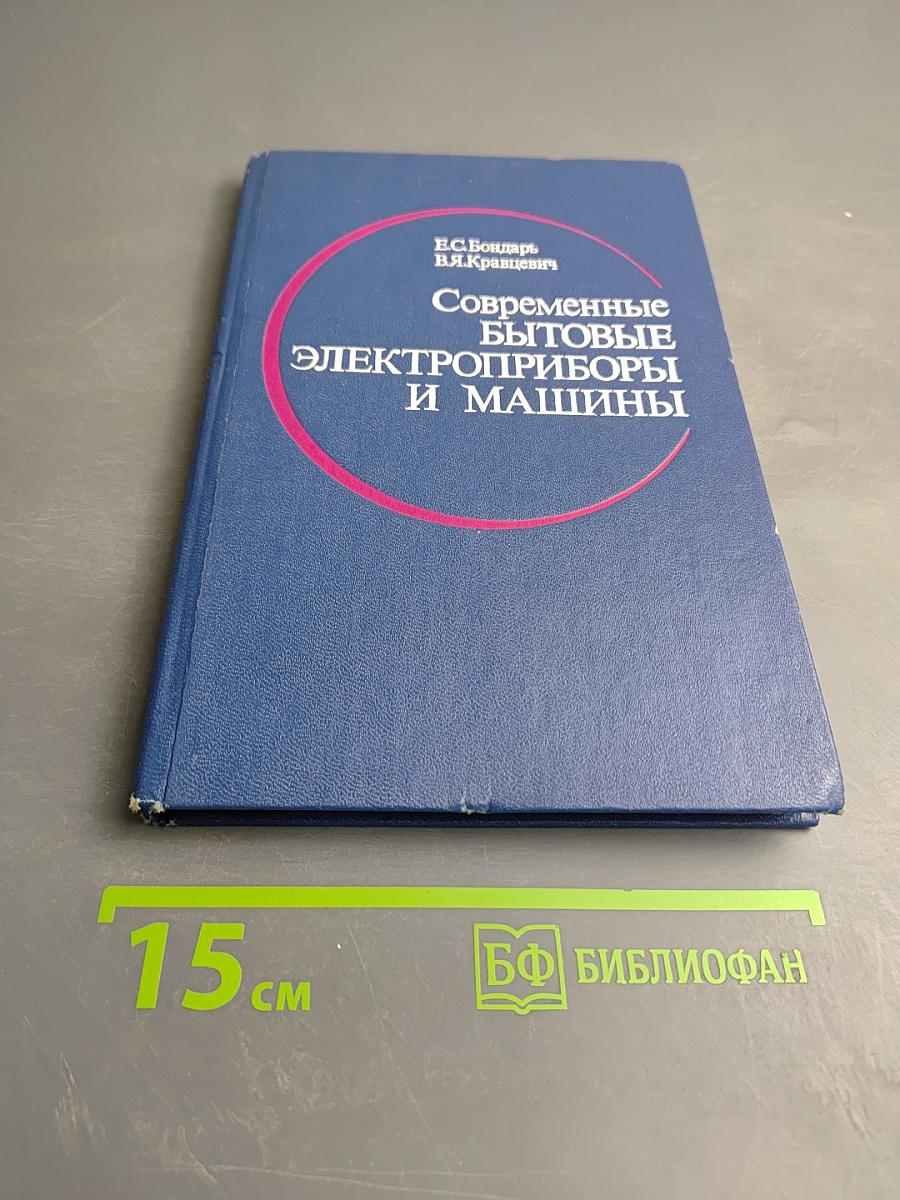 Е.С.Бондарь
В.Я.Кравцевич
Современные
БЫТОВЫЕ
ЭЛЕКТРОПРИБОРЫ
И МАШИНЫ
15 см
БФ БИБЛИОФАН